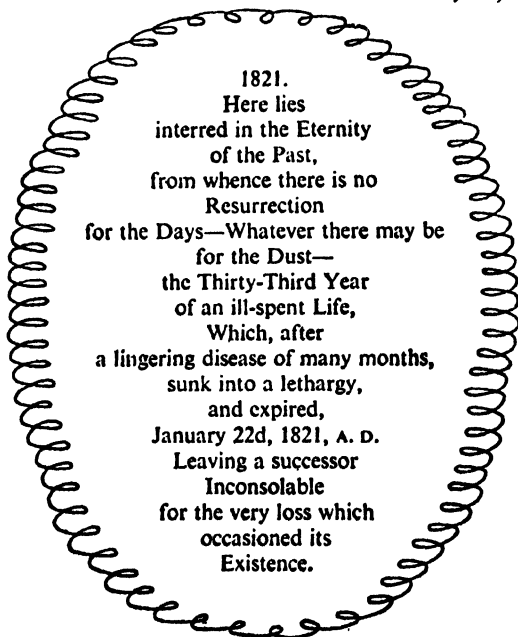 1821.
Here lies
interred in the Eternity
of the Past,
from whence there is no
Resurrection
for the Days—Whatever there may be
for the Dust—
the Thirty-Third Year
of an ill-spent Life,
Which, after
a lingering disease of many months,
sunk into a lethargy,
and expired,
January 22d, 1821, A. D.
Leaving a successor
Inconsolable
for the very loss which
occasioned its
Existence.